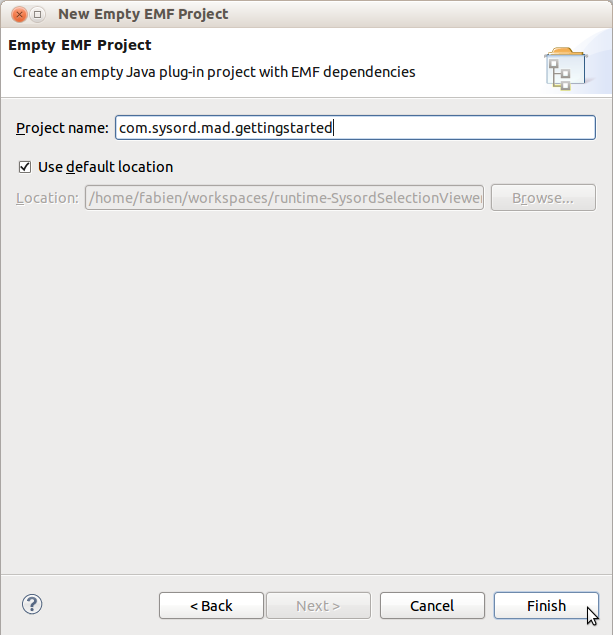 New Empty EMF Project
Empty EMF Project
Create an empty Java plug-in project with EMF dependencies
Project name: com.sysord.mad.gettingstarted
Use default location
Location: /home/fabien/workspaces/runtime-SysordSelectionViewer Browse...
?
< Back Next > Cancel Finish